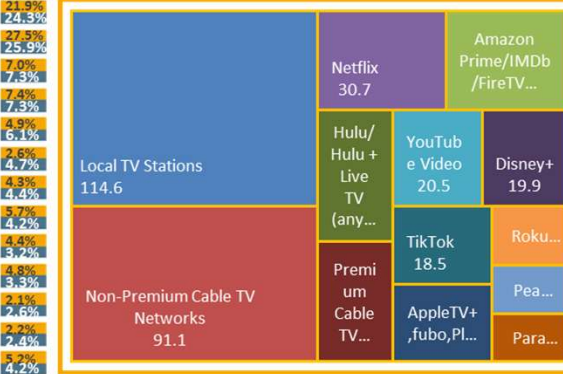 21.9%
24.3%
27.5%
25.9%
7.0%
7.3%
7.4%
7.3%
4.9%
6.1%
2.6%
4.7%
4.3%
4.4%
5.7%
4.2%
4.4%
3.2%
4.8%
3.3%
2.1%
2.6%
2.2%
2.4%
5.2%
4.2%
Local TV Stations
114.6
Non-Premium Cable TV
Networks
91.1
Netflix
30.7
Amazon
Prime/IMDb
/FireTV...
Hulu/
Hulu +
Live
TV
(any...
YouTub
e Video
20.5
Disney+
19.9
Premi
um
Cable
TV...
TikTok
18.5
AppleTV+
,fubo,Pl...
Roku...
Pea...
Para...